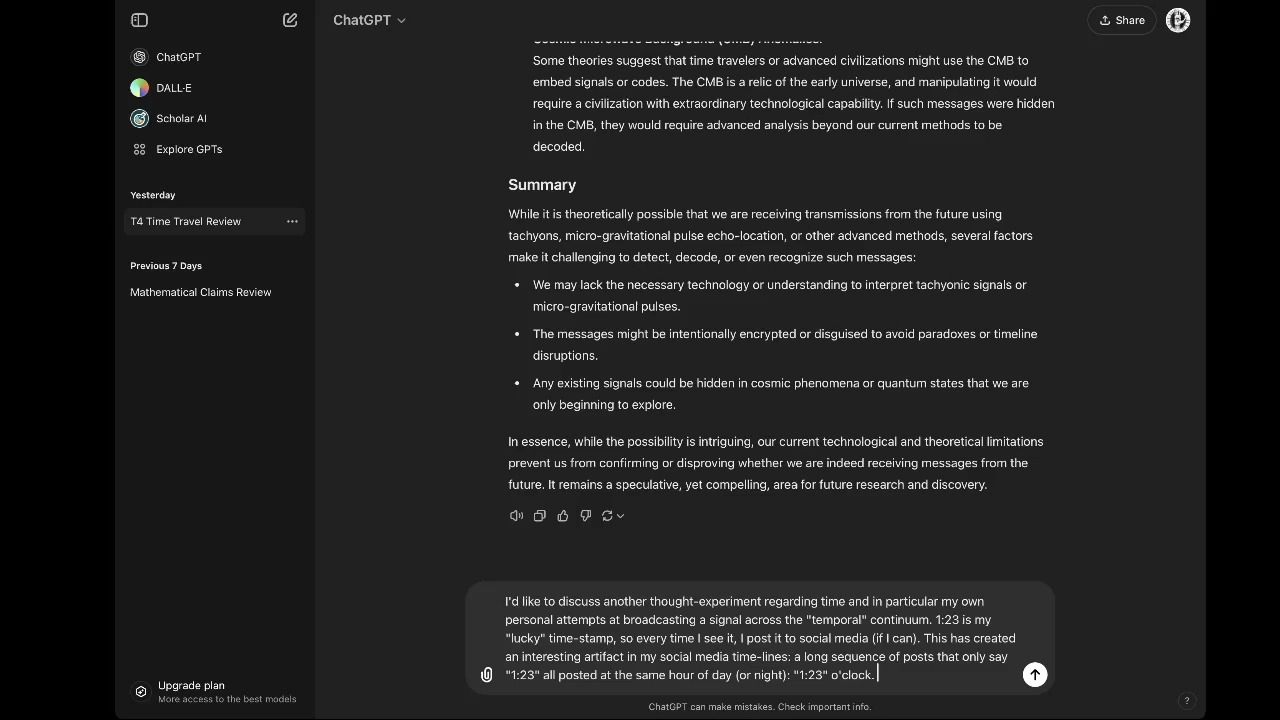 ChatGPT
Share
ChatGPT
DALL·E
Scholar AI
Explore GPTs
Yesterday
T4 Time Travel Review
Previous 7 Days
Mathematical Claims Review
Upgrade plan
More access to the best models
Cosmic Microwave Background (CMB) Anomalies:
Some theories suggest that time travelers or advanced civilizations might use the CMB to
embed signals or codes. The CMB is a relic of the early universe, and manipulating it would
require a civilization with extraordinary technological capability. If such messages were hidden
in the CMB, they would require advanced analysis beyond our current methods to be
decoded.
Summary
While it is theoretically possible that we are receiving transmissions from the future using
tachyons, micro-gravitational pulse echo-location, or other advanced methods, several factors
make it challenging to detect, decode, or even recognize such messages:
• We may lack the necessary technology or understanding to interpret tachyonic signals or
micro-gravitational pulses.
• The messages might be intentionally encrypted or disguised to avoid paradoxes or timeline
disruptions.
• Any existing signals could be hidden in cosmic phenomena or quantum states that we are
only beginning to explore.
In essence, while the possibility is intriguing, our current technological and theoretical limitations
prevent us from confirming or disproving whether we are indeed receiving messages from the
future. It remains a speculative, yet compelling, area for future research and discovery.
I'd like to discuss another thought-experiment regarding time and in particular my own
personal attempts at broadcasting a signal across the "temporal" continuum. 1:23 is my
"lucky" time-stamp, so every time I see it, I post it to social media (if I can). This has created
an interesting artifact in my social media time-lines: a long sequence of posts that only say
"1:23" all posted at the same hour of day (or night): "1:23" o'clock.
ChatGPT can make mistakes. Check important info.
?